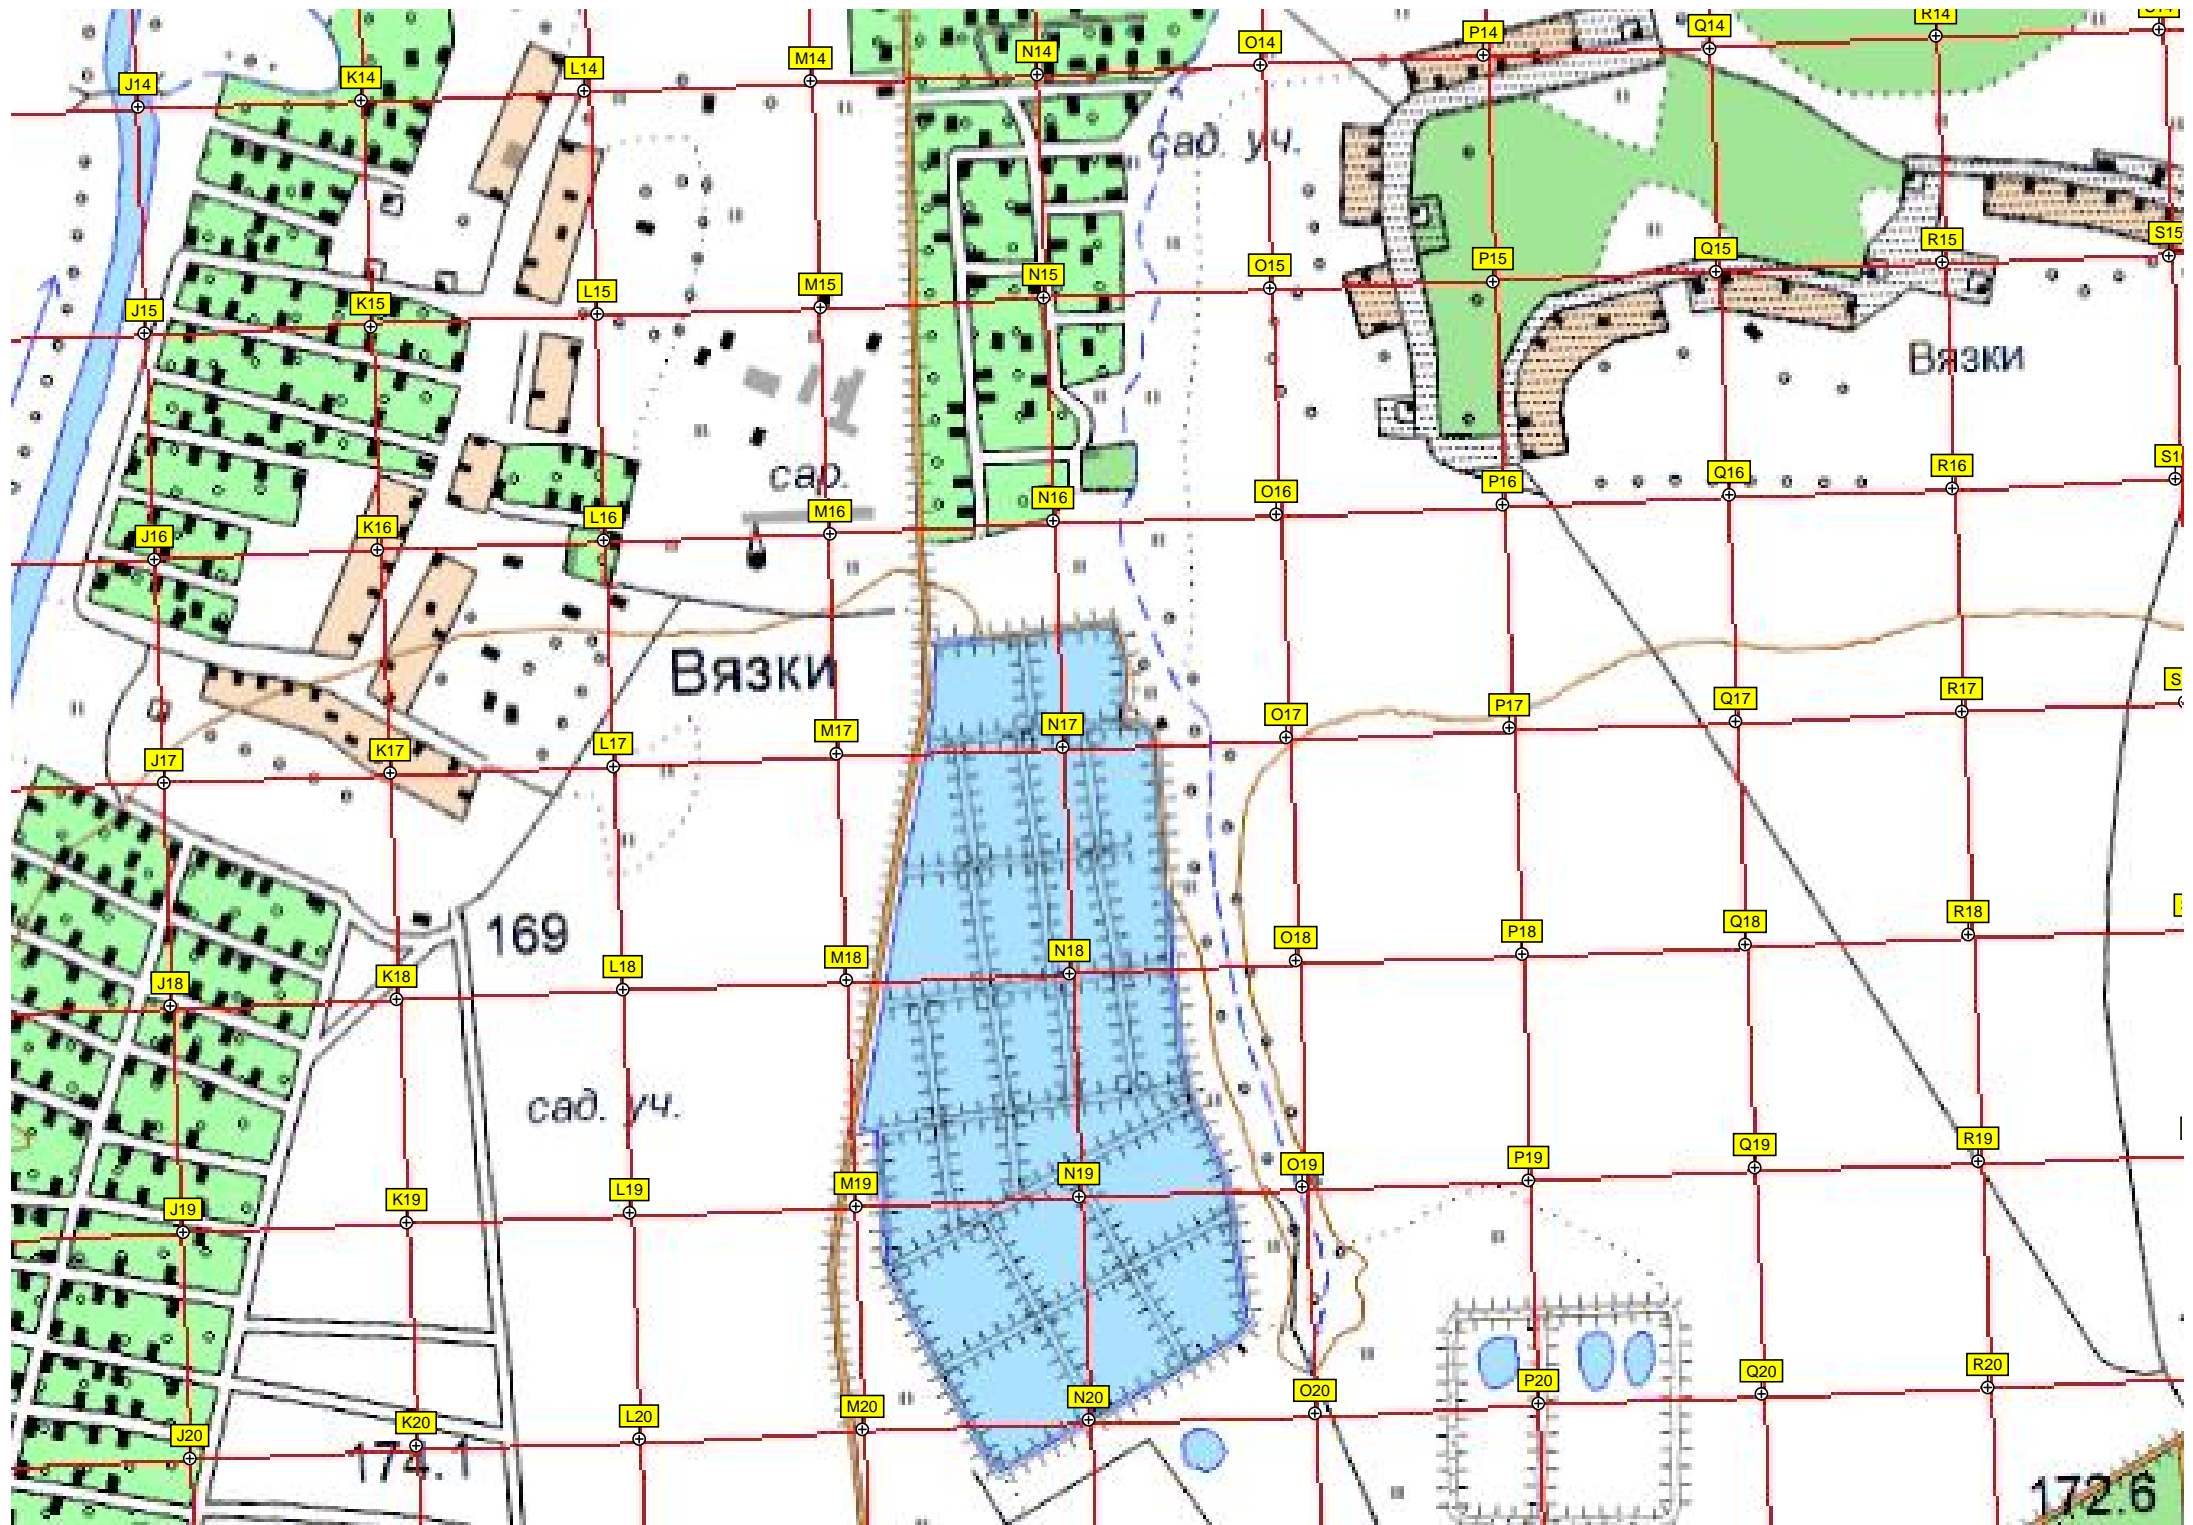 J14 K14 L14 M14 N14 O14 P14 Q14 R14 S14
сад. уч.
J15 K15 L15 M15 N15 O15 P15 Q15 R15 S15
Вязки
сар.
J16 K16 L16 M16 N16 O16 P16 Q16 R16
Вязки
J17 K17 L17 M17 N17 O17 P17 Q17 R17
169
J18 K18 L18 M18 N18 O18 P18 Q18 R18
сад. уч.
J19 K19 L19 M19 N19 O19 P19 Q19 R19
J20 K20 L20 M20 N20 O20 P20 Q20 R20
174.1
172.6